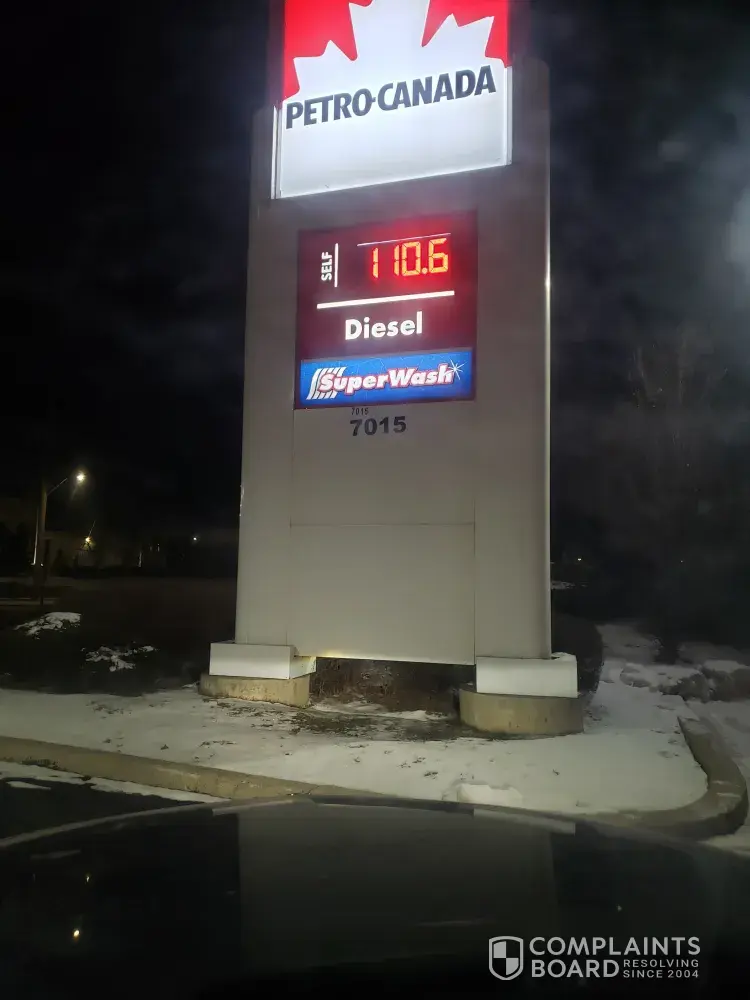 PETRO-CANADA
SELF
110.6
Diesel
SuperWash
7015
7015
COMPLAINTS
BOARD RESOLVING
SINCE 2004